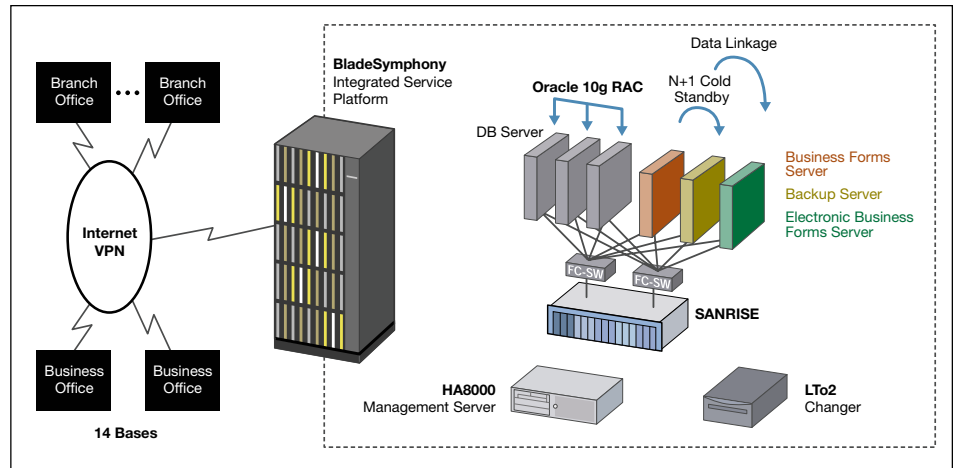 Branch
Office
Branch
Office
Internet
VPN
Business
Office
Business
Office
14 Bases
BladeSymphony
Integrated Service
Platform
Data Linkage
N+1 Cold
Standby
Oracle 10g RAC
DB Server
Business Forms
Server
Backup Server
Electronic Business
Forms Server
FC-SW
FC-SW
SANRISE
HA8000
Management Server
LTo2
Changer